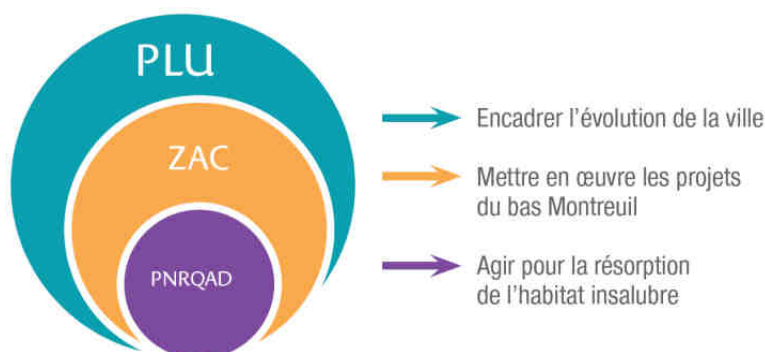 PLU
ZAC
PNRQAD
Encadrer l’évolution de la ville
Mettre en œuvre les projets
du bas Montreuil
Agir pour la résorption
de l’habitat insalubre